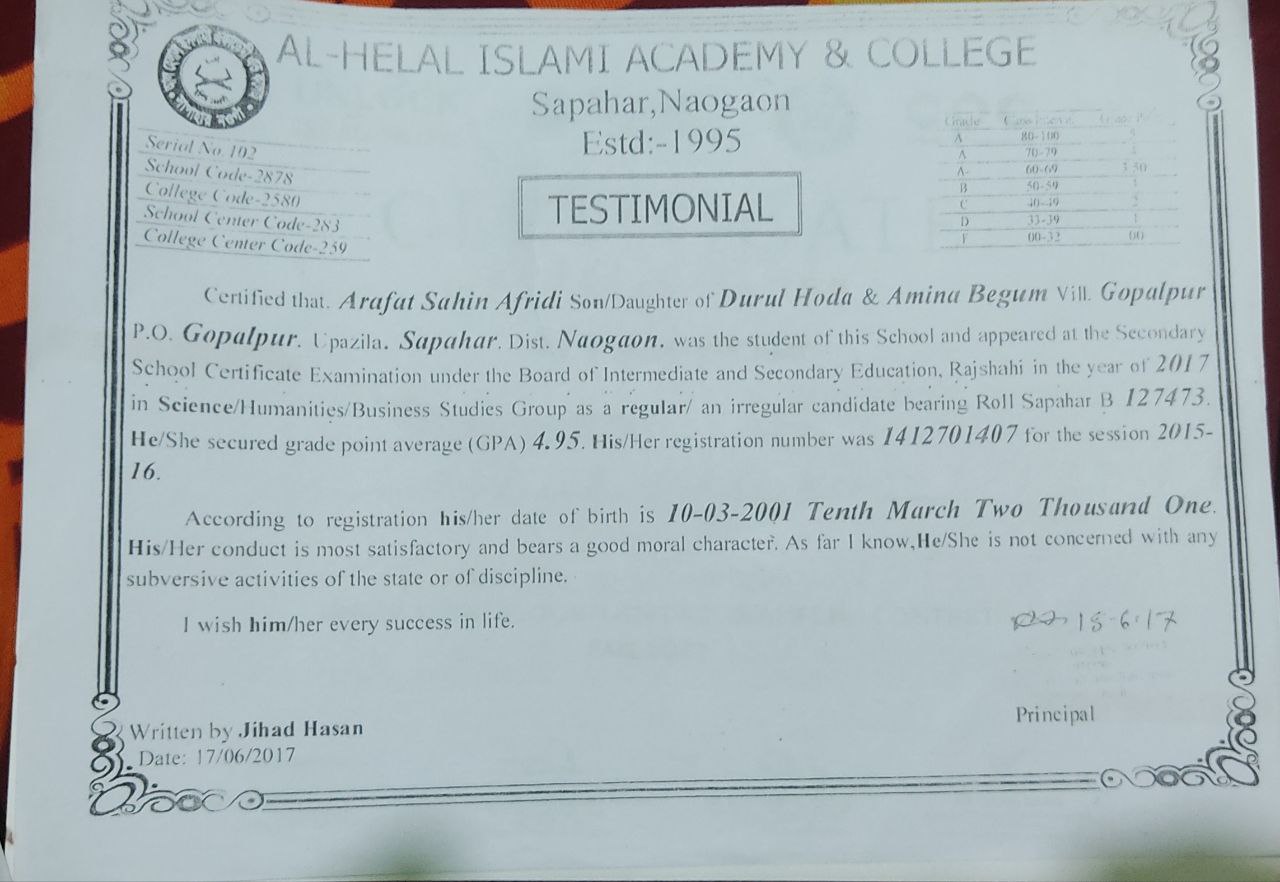 AL-HELAL ISLAMI ACADEMY & COLLEGE
Sapahar,Naogaon
Estd:-1995
Serial No. 102
School Code-2878
College Code-2580
School Center Code-283
College Center Code-259
TESTIMONIAL
Grade
A 80-100 5
A 70-79
A- 60-69 3.50
B 50-59
C 40-49 2
D 33-39 1
F 00-32 00
Certified that. Arafat Sahin Afridi Son/Daughter of Durul Hoda & Amina Begum Vill. Gopalpur
P.O. Gopalpur. Upazila. Sapahar. Dist. Naogaon. was the student of this School and appeared at the Secondary
School Certificate Examination under the Board of Intermediate and Secondary Education, Rajshahi in the year of 2017
in Science/Humanities/Business Studies Group as a regular/ an irregular candidate bearing Roll Sapahar B 127473.
He/She secured grade point average (GPA) 4.95. His/Her registration number was 1412701407 for the session 2015-
16.
According to registration his/her date of birth is 10-03-2001 Tenth March Two Thousand One.
His/Her conduct is most satisfactory and bears a good moral character. As far I know,He/She is not concerned with any
subversive activities of the state or of discipline.
I wish him/her every success in life.
18-6-17
Principal
Written by Jihad Hasan
Date: 17/06/2017